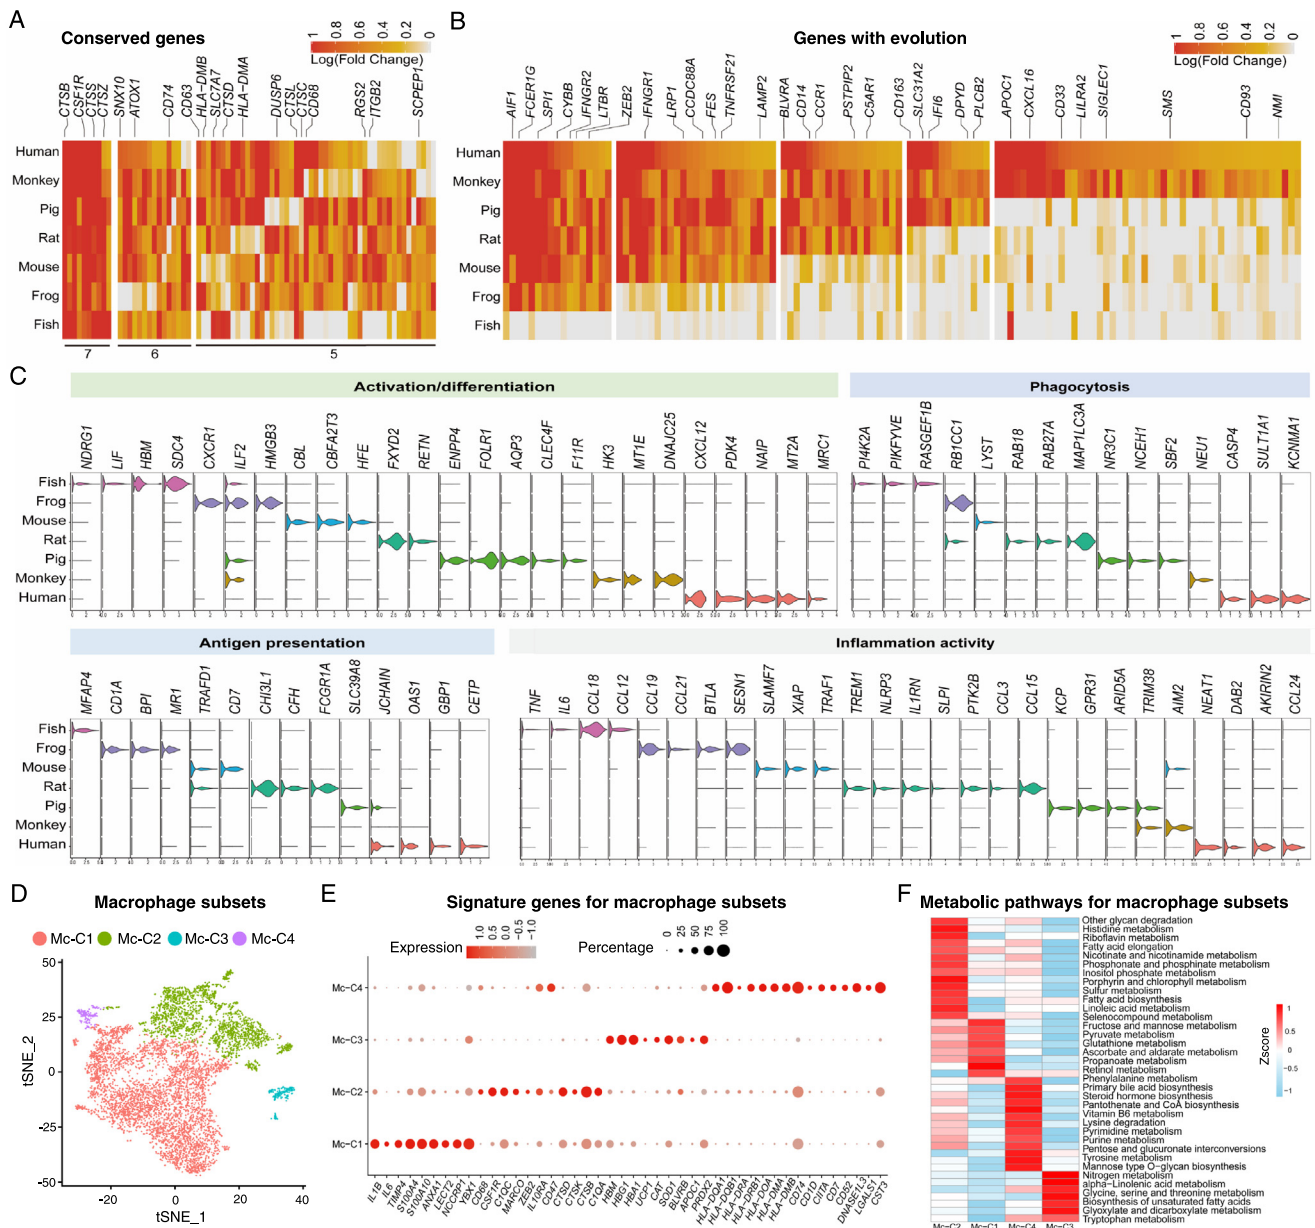 A
Conserved genes
1 0.8 0.6 0.4 0.2 0
Log(Fold Change)
CTSB CSF1R CTSS CTSZ SNX10 ATOX1 CD74 CD63 HLA-DMB SLC7A7 CTSD HLA-DMA DUSP6 CTSL CTSC CD68 RGS2 ITGB2 SCPEP1
Human
Monkey
Pig
Rat
Mouse
Frog
Fish
7 6 5
B
Genes with evolution
1 0.8 0.6 0.4 0.2 0
Log(Fold Change)
AIF1 FCER1G SPI1 CYBB IFNGR2 LTBR ZEB2 IFNGR1 LRP1 CCDC88A FES TNFRSF21 LAMP2 BLVRA CD14 CCR1 PSTPIP2 C5AR1 CD163 SLC31A2 IFI6 DPYD PLCB2 APOC1 CXCL16 CD33 LILRA2 SIGLEC1 SMS CD93 NMI
Human
Monkey
Pig
Rat
Mouse
Frog
Fish
C
Activation/differentiation
NDRG1 LIF HBM SDC4 CXCR1 ILF2 HMGB3 CBL CBFA2T3 HFE FXYD2 RETN ENPP4 FOLR1 AQP3 CLEC4F F11R HK3 MT1E DNAJC25 CXCL12 PDK4 NAIP MT2A MRC1
Fish
Frog
Mouse
Rat
Pig
Monkey
Human
Phagocytosis
PI4K2A PIKFYVE RASGEF1B RB1CC1 LYST RAB18 RAB27A MAP1LC3A NR3C1 NCEH1 SBF2 NEU1 CASP4 SULT1A1 KCNMA1
Antigen presentation
MFAP4 CD1A BPI MR1 TRAFD1 CD7 CHI3L1 CFH FCGR1A SLC39A8 JCHAIN OAS1 GBP1 CETP
Fish
Frog
Mouse
Rat
Pig
Monkey
Human
Inflammation activity
TNF IL6 CCL18 CCL12 CCL19 CCL21 BTLA SESN1 SLAMF7 XIAP TRAF1 TREM1 NLRP3 IL1RN SLPI PTK2B CCL3 CCL15 KCP GPR31 ARID5A TRIM38 AIM2 NEAT1 DAB2 AKIRIN2 CCL24
D
Macrophage subsets
Mc-C1 Mc-C2 Mc-C3 Mc-C4
tSNE_2
50
25
0
-25
-50
-20 0 20 40
tSNE_1
E
Signature genes for macrophage subsets
Expression 1.0 0.5 0.0 -0.5 -1.0
Percentage 0 25 50 75 100
Mc-C4
Mc-C3
Mc-C2
Mc-C1
IL1B IL6 TIMP4 S100A4 S100A10 ANXA1 LECT2 NCCRP1 YBX1 CD68 CSF1R C1QC MARCO ZEB2 IL10RA CD47 CTSD CTSK CTSB C1QA HBM HBG1 HBA1 UCP1 CAT SOD1 BLVRB APOC1 PRDX2 HLA-DOA1 HLA-DQB1 HLA-DRA HLA-DRB1 HLA-DOA HLA-DMA HLA-DMB CD74 CD1D CIITA CD7 CD52 DNASE1L3 LGALS1 CST3
F
Metabolic pathways for macrophage subsets
Other glycan degradation
Histidine metabolism
Riboflavin metabolism
Fatty acid elongation
Nicotinate and nicotinamide metabolism
Phosphonate and phosphinate metabolism
Inositol phosphate metabolism
Porphyrin and chlorophyll metabolism
Sulfur metabolism
Fatty acid biosynthesis
Linoleic acid metabolism
Selenocompound metabolism
Fructose and mannose metabolism
Pyruvate metabolism
Glutathione metabolism
Ascorbate and aldarate metabolism
Propanoate metabolism
Retinol metabolism
Phenylalanine metabolism
Primary bile acid biosynthesis
Steroid hormone biosynthesis
Pantothenate and CoA biosynthesis
Vitamin B6 metabolism
Lysine degradation
Pyrimidine metabolism
Purine metabolism
Pentose and glucuronate interconversions
Tyrosine metabolism
Mannose type O-glycan biosynthesis
Nitrogen metabolism
alpha-Linolenic acid metabolism
Glycine, serine and threonine metabolism
Biosynthesis of unsaturated fatty acids
Glyoxylate and dicarboxylate metabolism
Tryptophan metabolism
Mc-C2 Mc-C1 Mc-C4 Mc-C3
Zscore
1
0.5
0
-0.5
-1